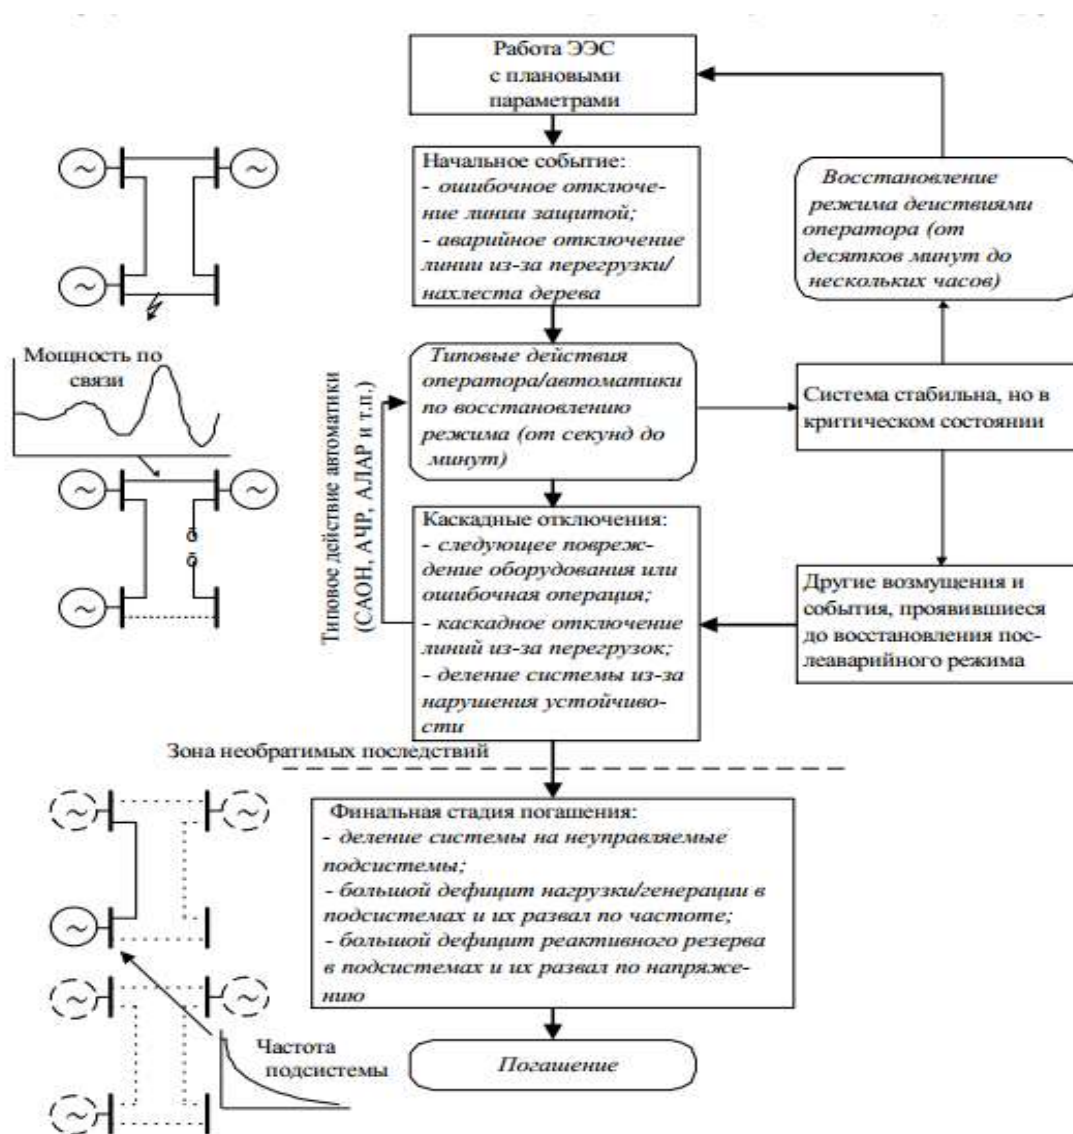 Работа ЭЭС
с плановыми
параметрами
Начальное событие:
- ошибочное отключе-
ние линии защитой;
- аварийное отключение
линии из-за перегрузки/
нахлеста дерева
Восстановление
режима деиствиями
оператора (от
десятков минут до
нескольких часов)
Мощность по
связи
Типовые действия
оператора/автоматики
по восстановлению
режима (от секунд до
минут)
Система стабильна, но в
критическом состоянии
Типовое действие автоматики
(САОН, АЧР, АЛАР и т.п.)
Каскадные отключения:
- следующее повреж-
дение оборудования или
ошибочная операция;
- каскадное отключение
линий из-за перегрузок;
- деление системы из-за
нарушения устойчиво-
сти
Другие возмущения и
события, проявившиеся
до восстановления пос-
леаварийного режима
Зона необратимых последствий
Финальная стадия погашения:
- деление системы на неуправляемые
подсистемы;
- большой дефицит нагрузки/генерации в
подсистемах и их развал по частоте;
- большой дефицит реактивного резерва
в подсистемах и их развал по напряже-
нию
Частота
подсистемы
Погашение